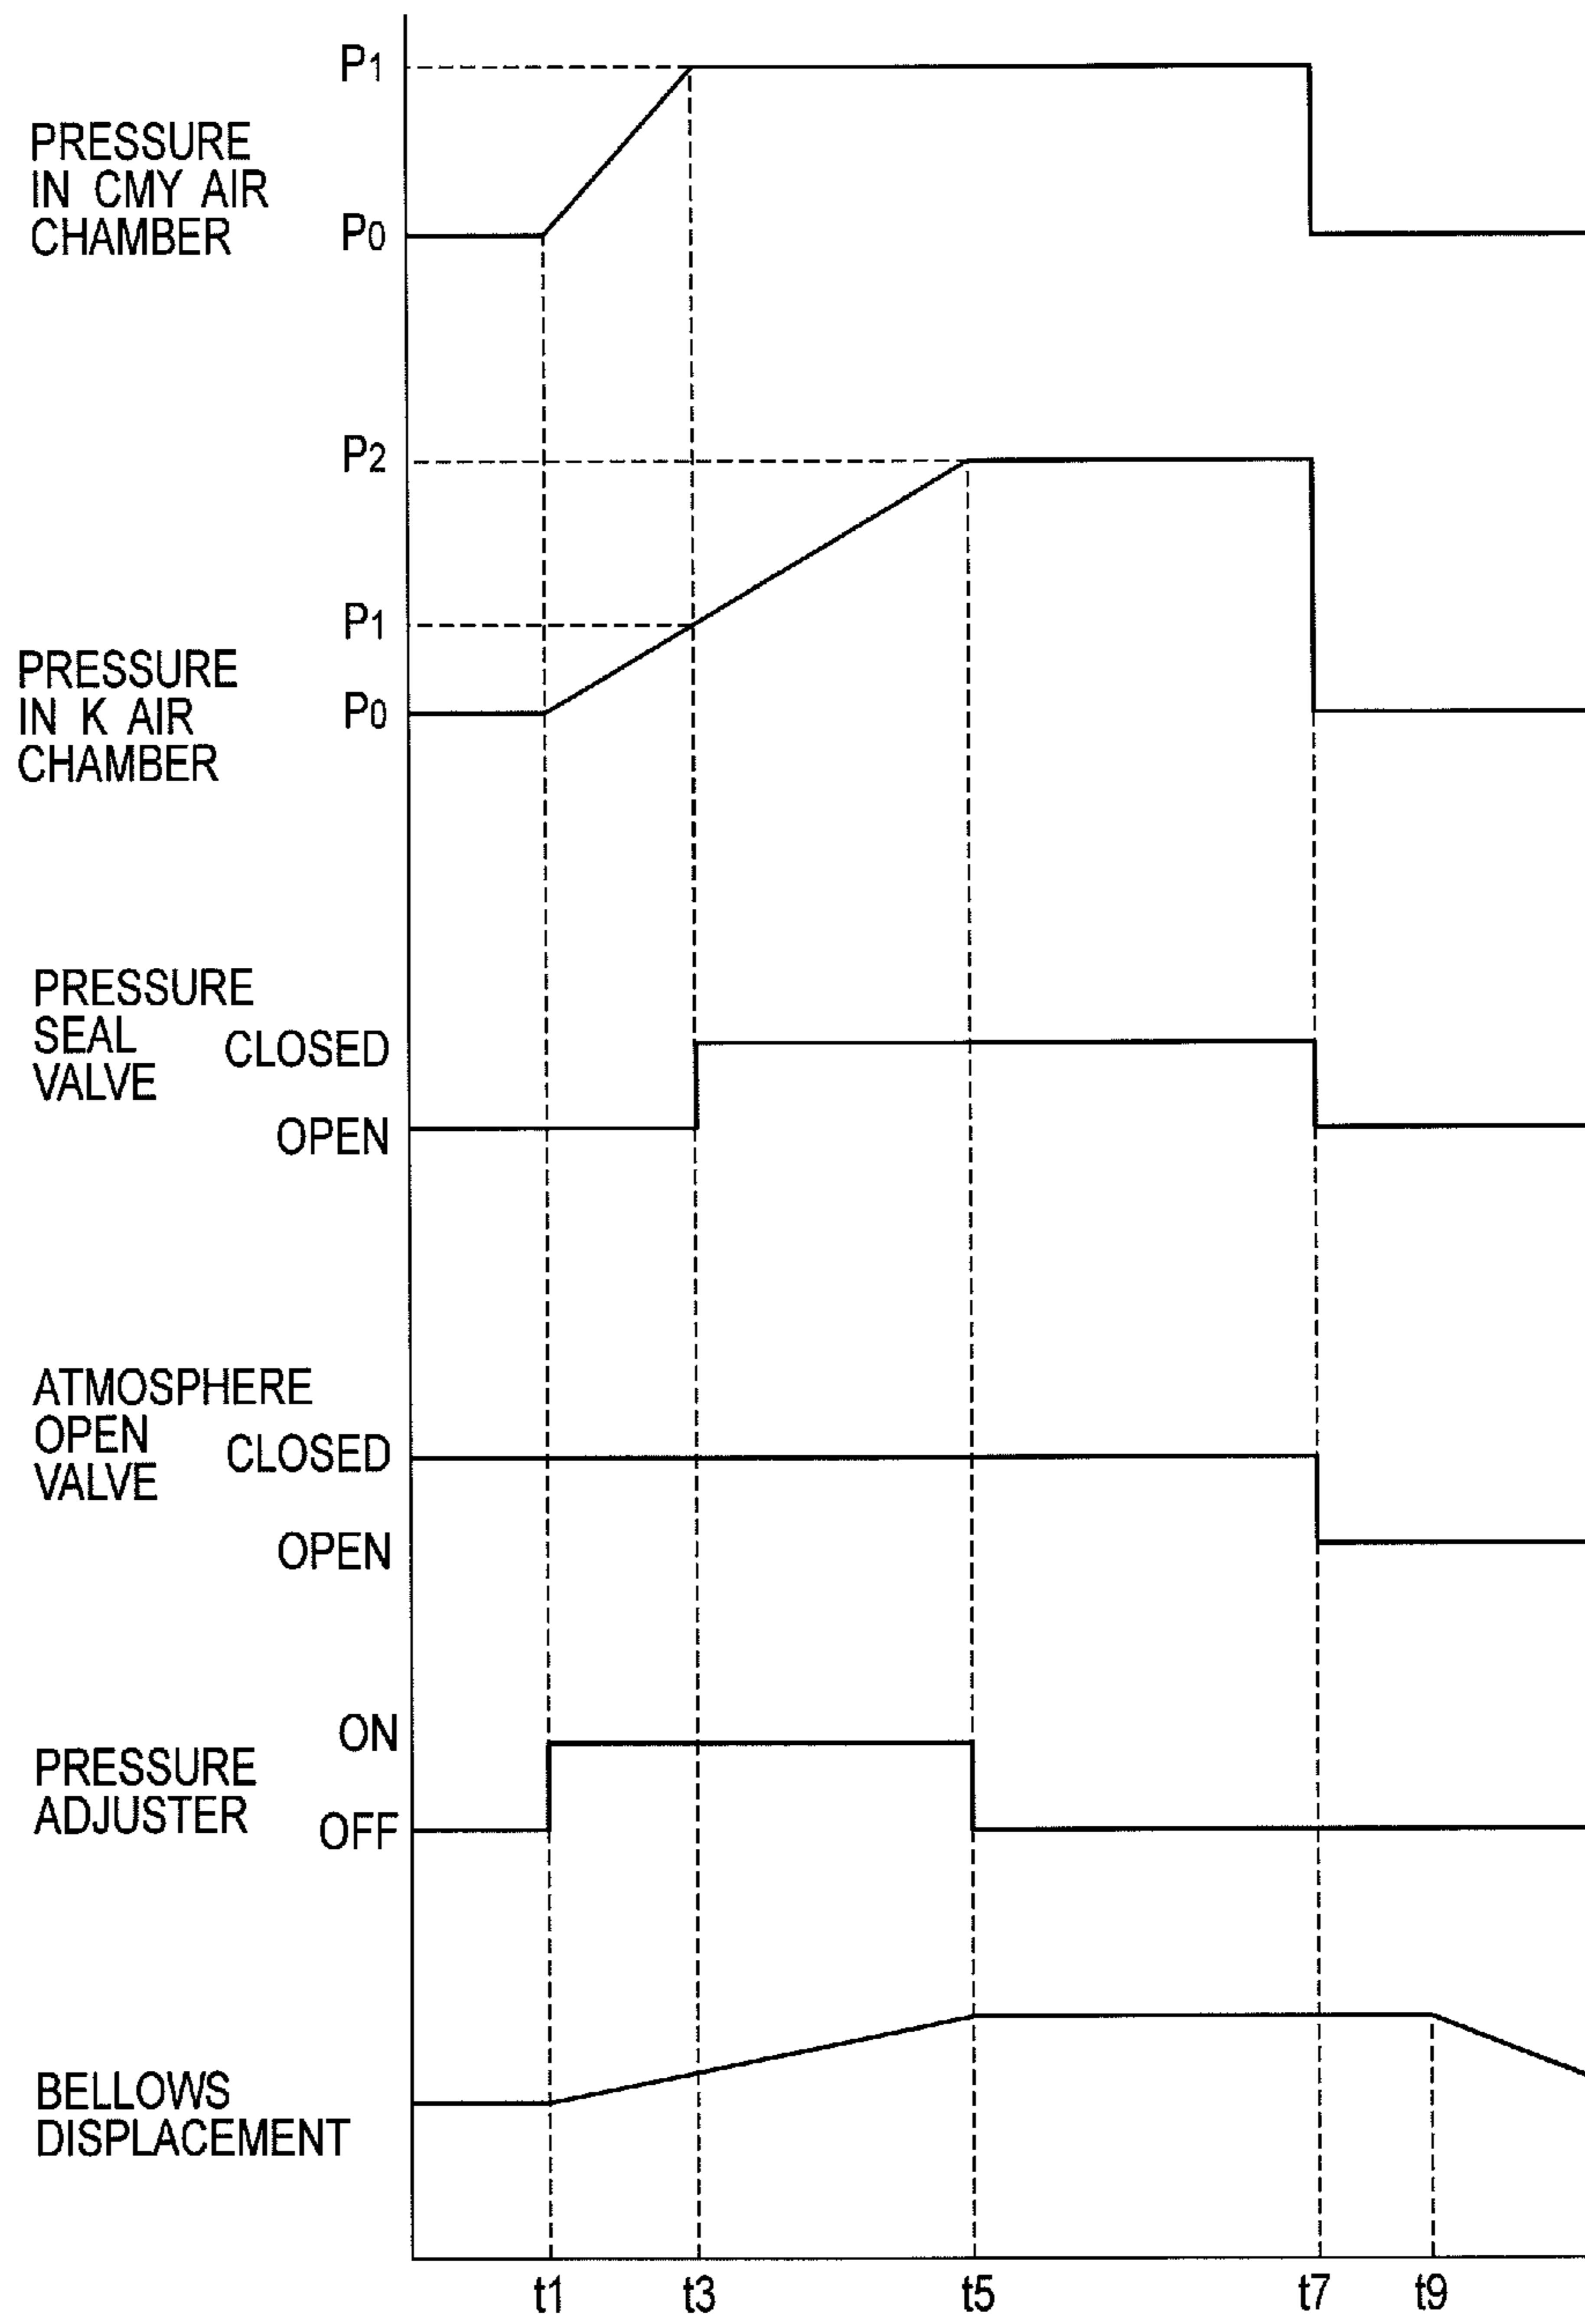 P1
PRESSURE
IN CMY AIR
CHAMBER
P0
P2
P1
PRESSURE
IN K AIR
CHAMBER
P0
PRESSURE
SEAL
VALVE
CLOSED
OPEN
ATMOSPHERE
OPEN
VALVE
CLOSED
OPEN
ON
PRESSURE
ADJUSTER
OFF
BELLOWS
DISPLACEMENT
t1 t3 t5 t7 t9